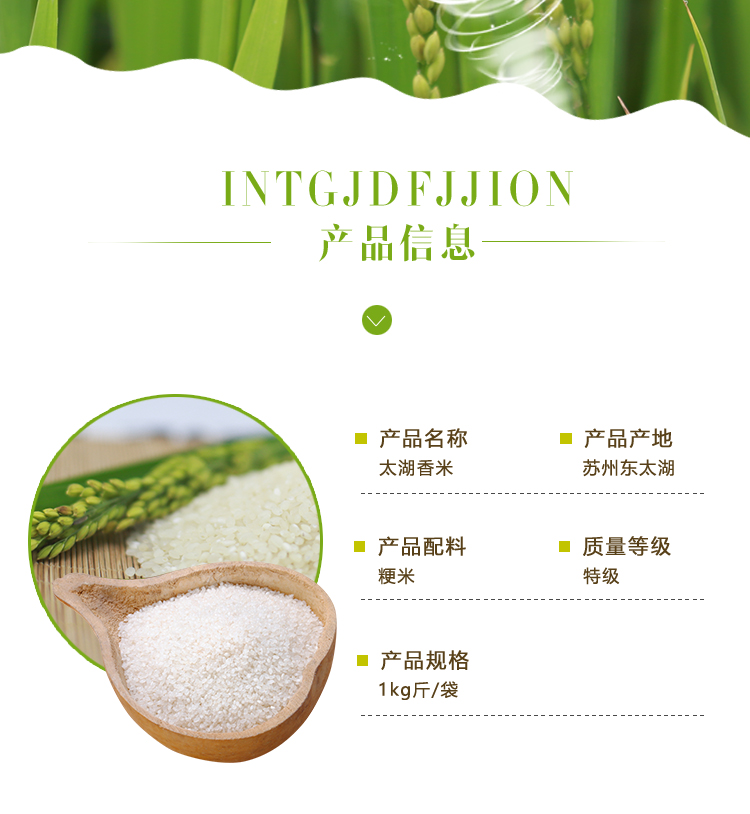 INTGJDFJJION
产品信息
产品名称
太湖香米
产品产地
苏州东太湖
产品配料
粳米
质量等级
特级
产品规格
1kg斤/袋